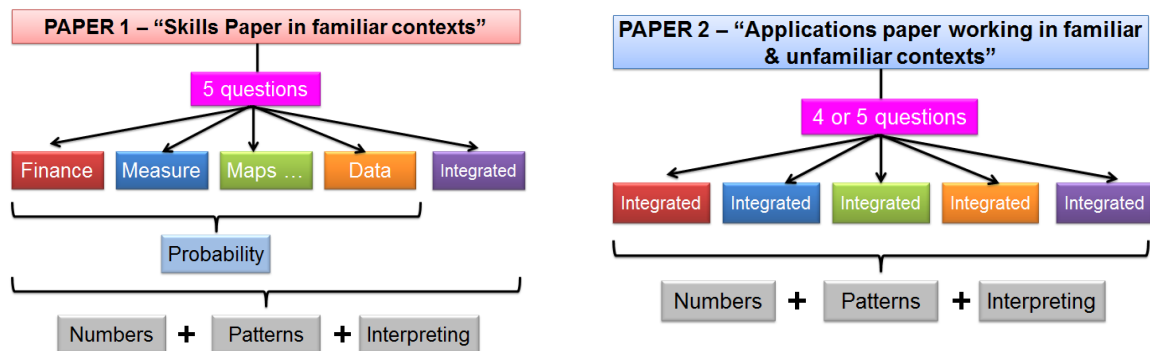 PAPER 1 – “Skills Paper in familiar contexts”
5 questions
Finance
Measure
Maps ...
Data
Integrated
Probability
Numbers + Patterns + Interpreting
PAPER 2 – “Applications paper working in familiar
& unfamiliar contexts”
4 or 5 questions
Integrated
Integrated
Integrated
Integrated
Integrated
Numbers + Patterns + Interpreting